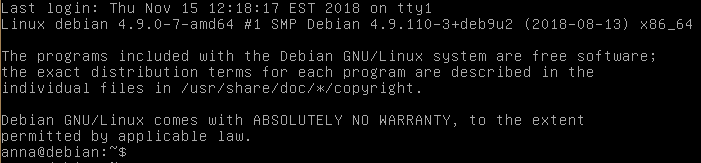 Last login: Thu Nov 15 12:18:17 EST 2018 on tty1
Linux debian 4.9.0-7-amd64 #1 SMP Debian 4.9.110-3+deb9u2 (2018-08-13) x86_64
The programs included with the Debian GNU/Linux system are free software;
the exact distribution terms for each program are described in the
individual files in /usr/share/doc/*/copyright.
Debian GNU/Linux comes with ABSOLUTELY NO WARRANTY, to the extent
permitted by applicable law.
anna@debian:~$